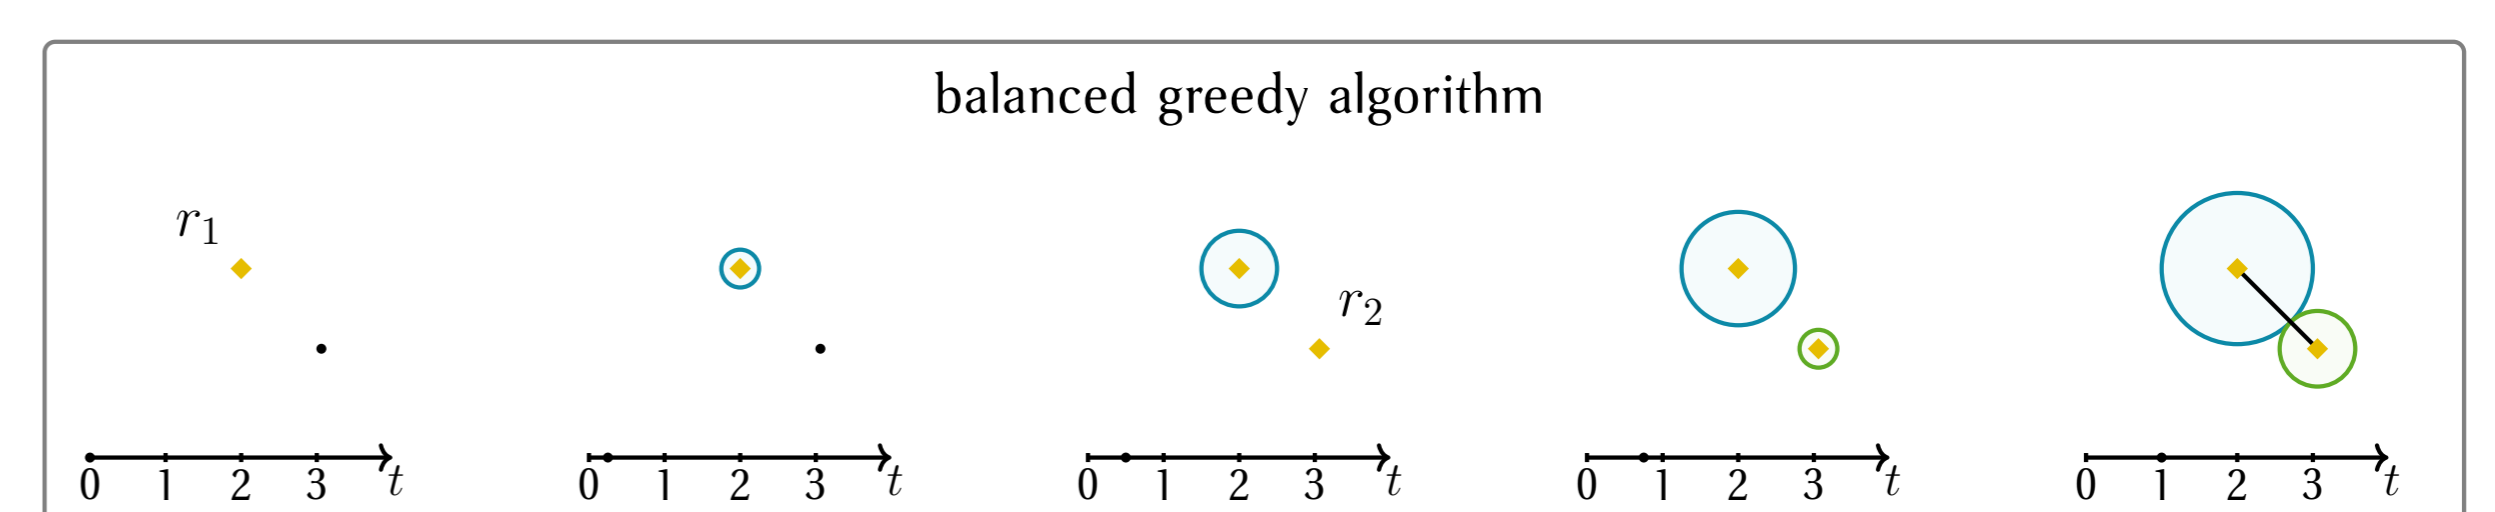 balanced greedy algorithm
r1
r2
0 1 2 3 t 0 1 2 3 t 0 1 2 3 t 0 1 2 3 t 0 1 2 3 t